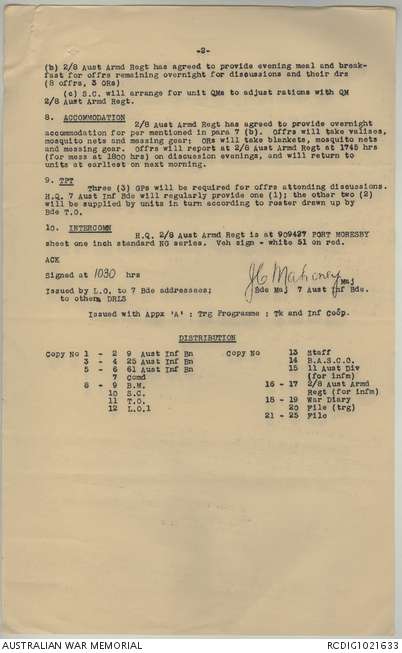 -2-
(b) 2/8 Aust Armd Regt has agreed to provide evening meal and break-
fast for offrs remaining overnight for discussions and their drs
(8 offrs, 3 ORs)
(c) S.C. will arrange for unit QMs to adjust rations with QM
2/8 Aust Armd Regt.
8. ACCOMMODATION
2/8 Aust Armd Regt has agreed to provide overnight
accommodation for per mentioned in para 7 (b). Offrs will take valises,
mosquito nets and messing gear: ORs will take blankets, mosquito nets
and messing gear. Offrs will report at 2/8 Aust Armd Regt at 1745 hrs
(for mess at 1800 hrs) on discussion evenings, and will return to
units at earliest on next morning.
9. TPT
Three (3) GPs will be required for offrs attending discussions.
H.Q. 7 Aust Inf Bde will regularly provide one (1); the other two (2)
will be supplied by units in turn according to roster drawn up by
Bde T.O.
10. INTERCOMN
H.Q. 2/8 Aust Armd Regt is at 909427 PORT MORESBY
sheet one inch standard NG series. Veh sign - white 51 on red.
ACK
Signed at 1030 hrs
J C Mahoney Maj
Issued by L.O. to 7 Bde addresses; Bde Maj 7 Aust Inf Bde.
to others DRLS
Issued with Appx 'A' : Trg Programme : Tk and Inf Coöp.
DISTRIBUTION
Copy No 1 - 2 9 Aust Inf Bn Copy No 13 Staff
3 - 4 25 Aust Inf Bn 14 B.A.S.C.O.
5 - 6 61 Aust Inf Bn 15 11 Aust Div
7 Comd (for infm)
8 - 9 B.M. 16 - 17 2/8 Aust Armd
10 S.C. Regt (for infm)
11 T.O. 18 - 19 War Diary
12 L.O.1 20 File (trg)
21 - 25 File
AUSTRALIAN WAR MEMORIAL RCDIG1021633